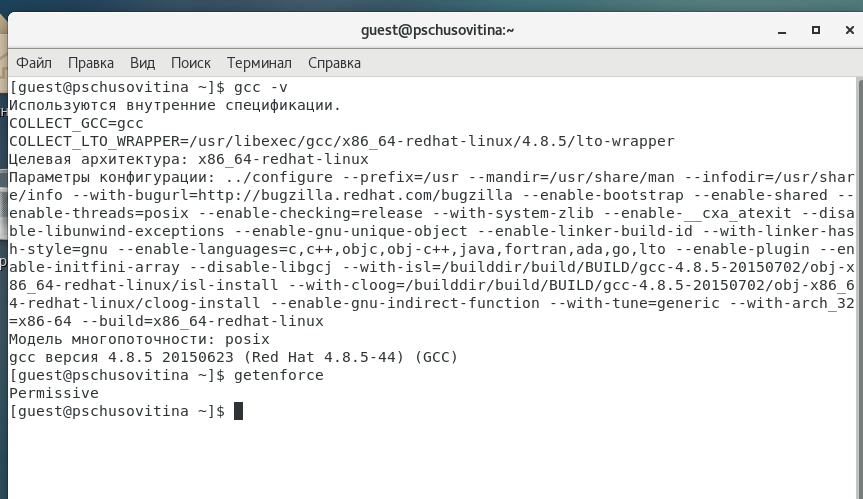 guest@pschusovitina:~
Файл Правка Вид Поиск Терминал Справка
[guest@pschusovitina ~]$ gcc -v
Используются внутренние спецификации.
COLLECT_GCC=gcc
COLLECT_LTO_WRAPPER=/usr/libexec/gcc/x86_64-redhat-linux/4.8.5/lto-wrapper
Целевая архитектура: x86_64-redhat-linux
Параметры конфигурации: ../configure --prefix=/usr --mandir=/usr/share/man --infodir=/usr/shar
e/info --with-bugurl=http://bugzilla.redhat.com/bugzilla --enable-bootstrap --enable-shared --
enable-threads=posix --enable-checking=release --with-system-zlib --enable-__cxa_atexit --disa
ble-libunwind-exceptions --enable-gnu-unique-object --enable-linker-build-id --with-linker-has
h-style=gnu --enable-languages=c,c++,objc,obj-c++,java,fortran,ada,go,lto --enable-plugin --en
able-initfini-array --disable-libgcj --with-isl=/builddir/build/BUILD/gcc-4.8.5-20150702/obj-x
86_64-redhat-linux/isl-install --with-cloog=/builddir/build/BUILD/gcc-4.8.5-20150702/obj-x86_6
4-redhat-linux/cloog-install --enable-gnu-indirect-function --with-tune=generic --with-arch_32
=x86-64 --build=x86_64-redhat-linux
Модель многопоточности: posix
gcc версия 4.8.5 20150623 (Red Hat 4.8.5-44) (GCC)
[guest@pschusovitina ~]$ getenforce
Permissive
[guest@pschusovitina ~]$